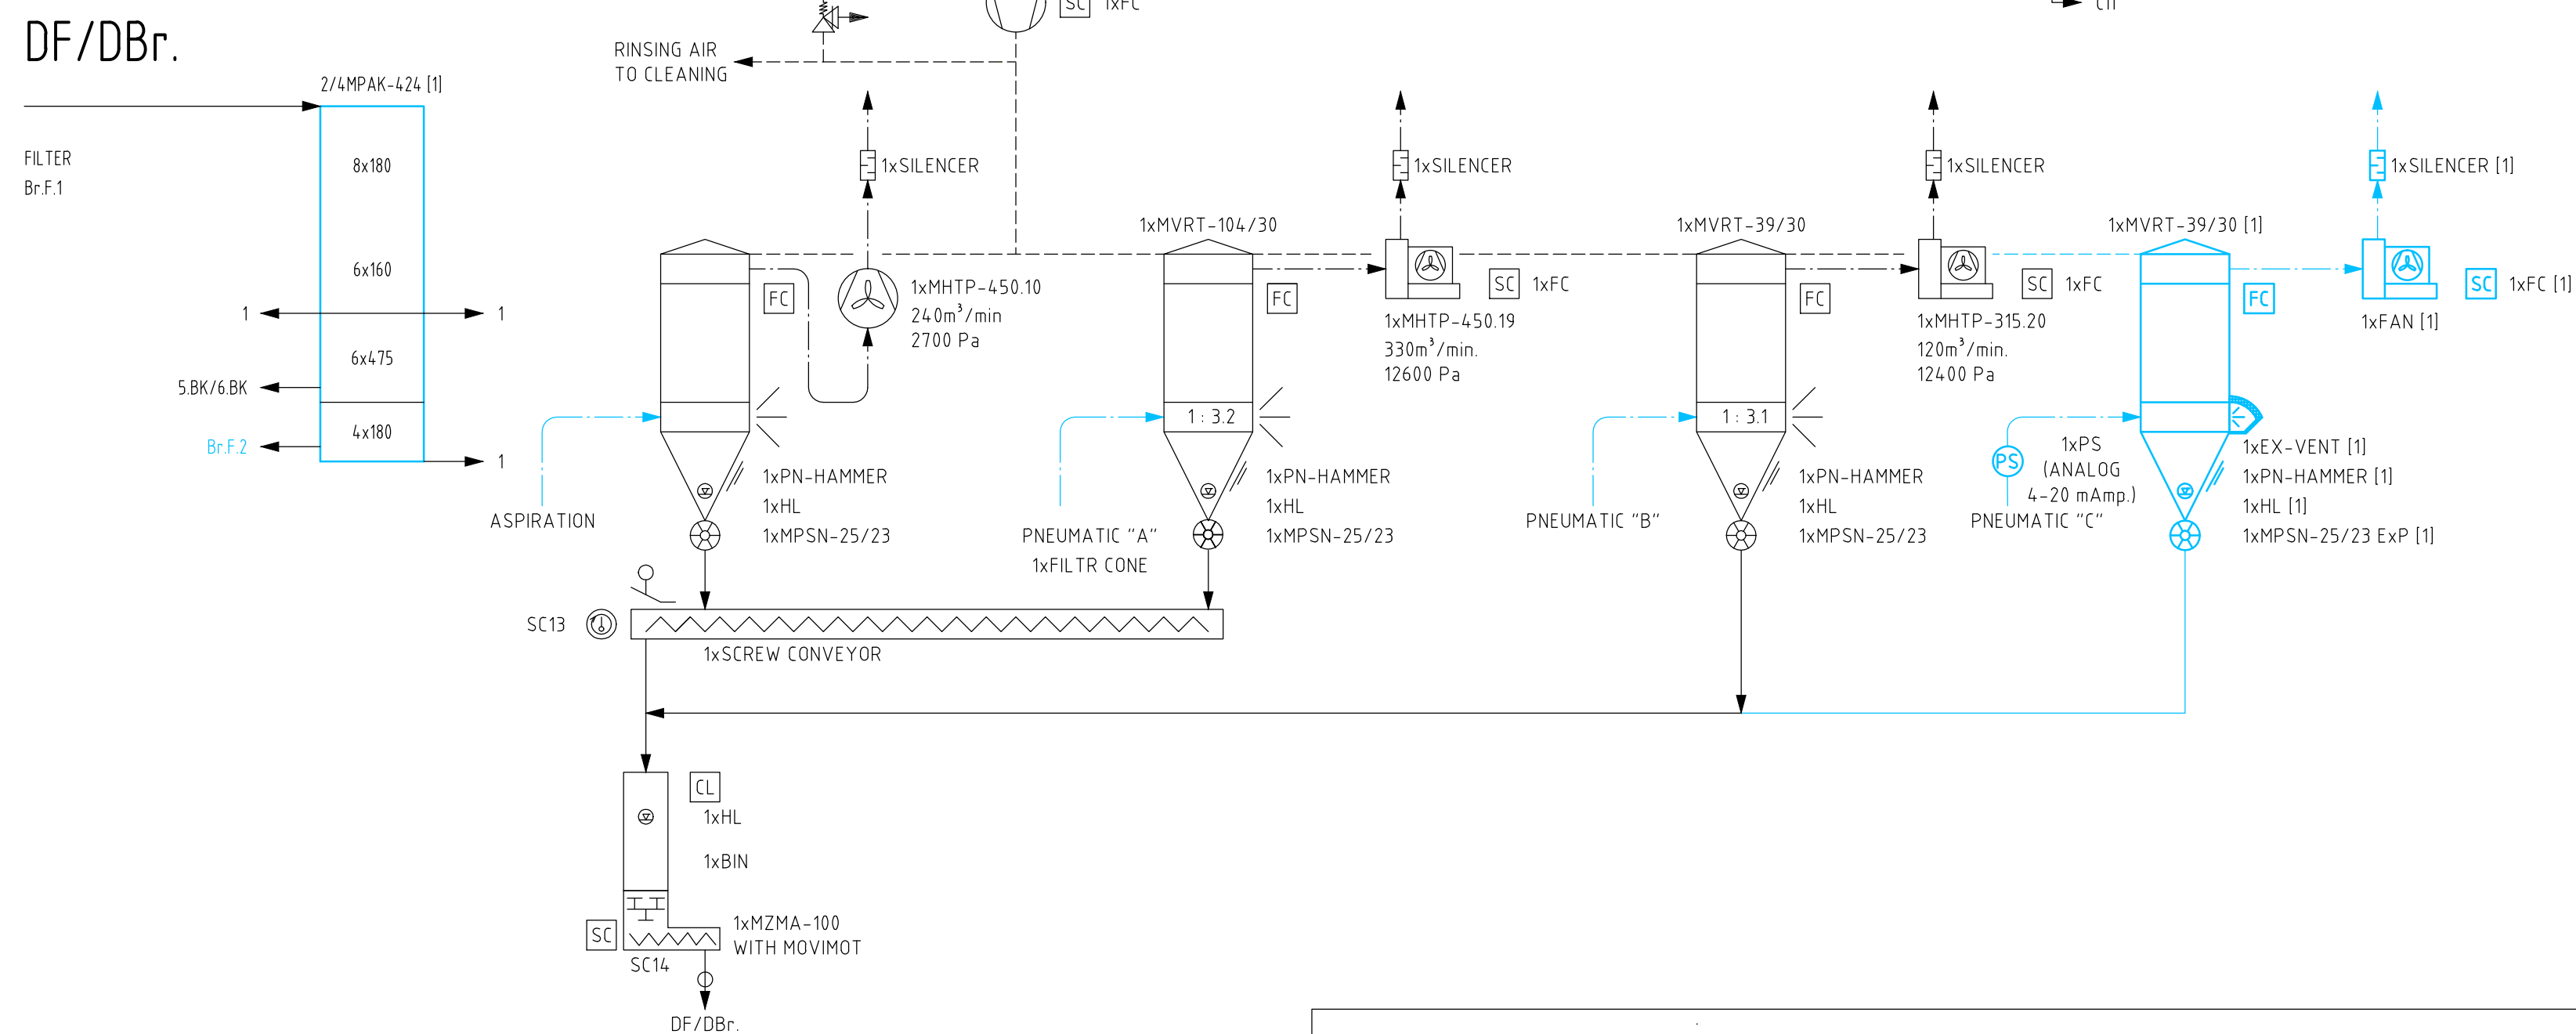 DF/DBr.
SC 1xFC
RINSING AIR
TO CLEANING
2/4MPAK-424 [1]
FILTER
Br.F.1
8x180
6x160
1
1
6x475
5.BK/6.BK
4x180
Br.F.2
1
1xSILENCER
1xSILENCER
1xSILENCER
1xSILENCER [1]
1xMVRT-104/30
1xMVRT-39/30
1xMVRT-39/30 [1]
FC
1xMHTP-450.10
240m³/min
2700 Pa
FC
SC 1xFC
1xMHTP-450.19
330m³/min.
12600 Pa
FC
SC 1xFC
1xMHTP-315.20
120m³/min.
12400 Pa
FC
SC 1xFC [1]
1xFAN [1]
1 : 3.2
1 : 3.1
ASPIRATION
1xPN-HAMMER
1xHL
1xMPSN-25/23
PNEUMATIC "A"
1xFILTR CONE
1xPN-HAMMER
1xHL
1xMPSN-25/23
PNEUMATIC "B"
1xPN-HAMMER
1xHL
1xMPSN-25/23
PS
1xPS
(ANALOG
4-20 mAmp.)
PNEUMATIC "C"
1xEX-VENT [1]
1xPN-HAMMER [1]
1xHL [1]
1xMPSN-25/23 ExP [1]
SC13
1xSCREW CONVEYOR
CL
1xHL
1xBIN
SC
1xMZMA-100
WITH MOVIMOT
SC14
DF/DBr.